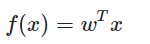 f(x) = w^T x